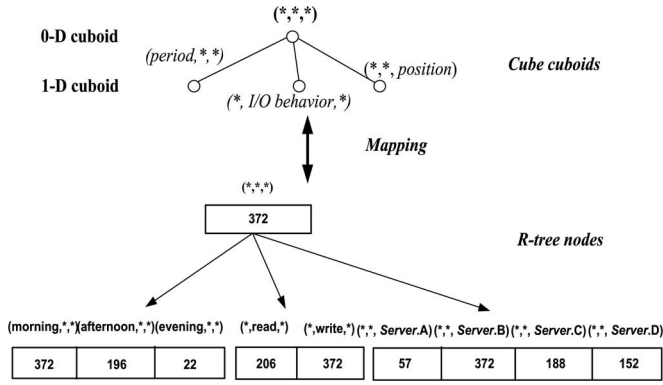 (*,*,*)
0-D cuboid
(period,*,*)
(*,*, position)
Cube cuboids
1-D cuboid
(*, I/O behavior,*)
Mapping
(*,*,*)
372
R-tree nodes
(morning,*,*)(afternoon,*,*)(evening,*,*) (*,read,*) (*,write,*) (*,*, Server.A) (*,*, Server.B) (*,*, Server.C) (*,*, Server.D)
372 196 22 206 372 57 372 188 152